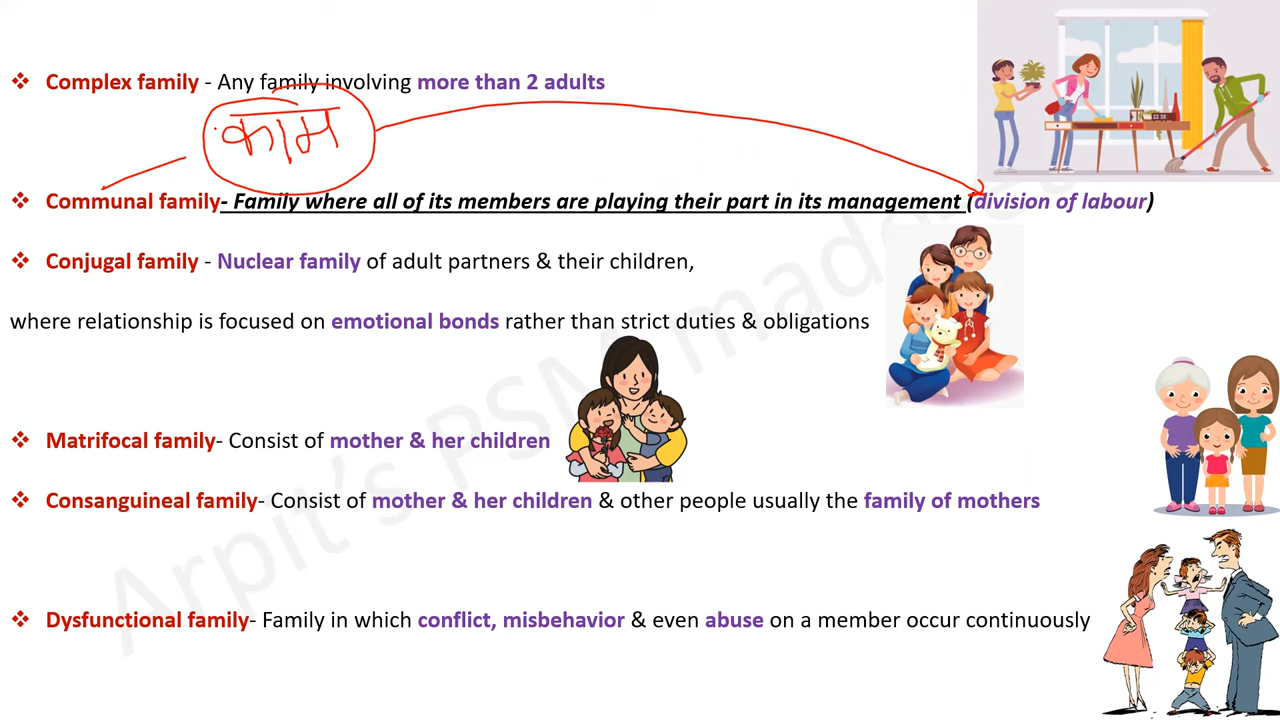 ❖ Complex family - Any family involving more than 2 adults
काम
❖ Communal family- Family where all of its members are playing their part in its management (division of labour)
❖ Conjugal family - Nuclear family of adult partners & their children,
where relationship is focused on emotional bonds rather than strict duties & obligations
❖ Matrifocal family- Consist of mother & her children
❖ Consanguineal family- Consist of mother & her children & other people usually the family of mothers
❖ Dysfunctional family- Family in which conflict, misbehavior & even abuse on a member occur continuously
Arpit's PSM made